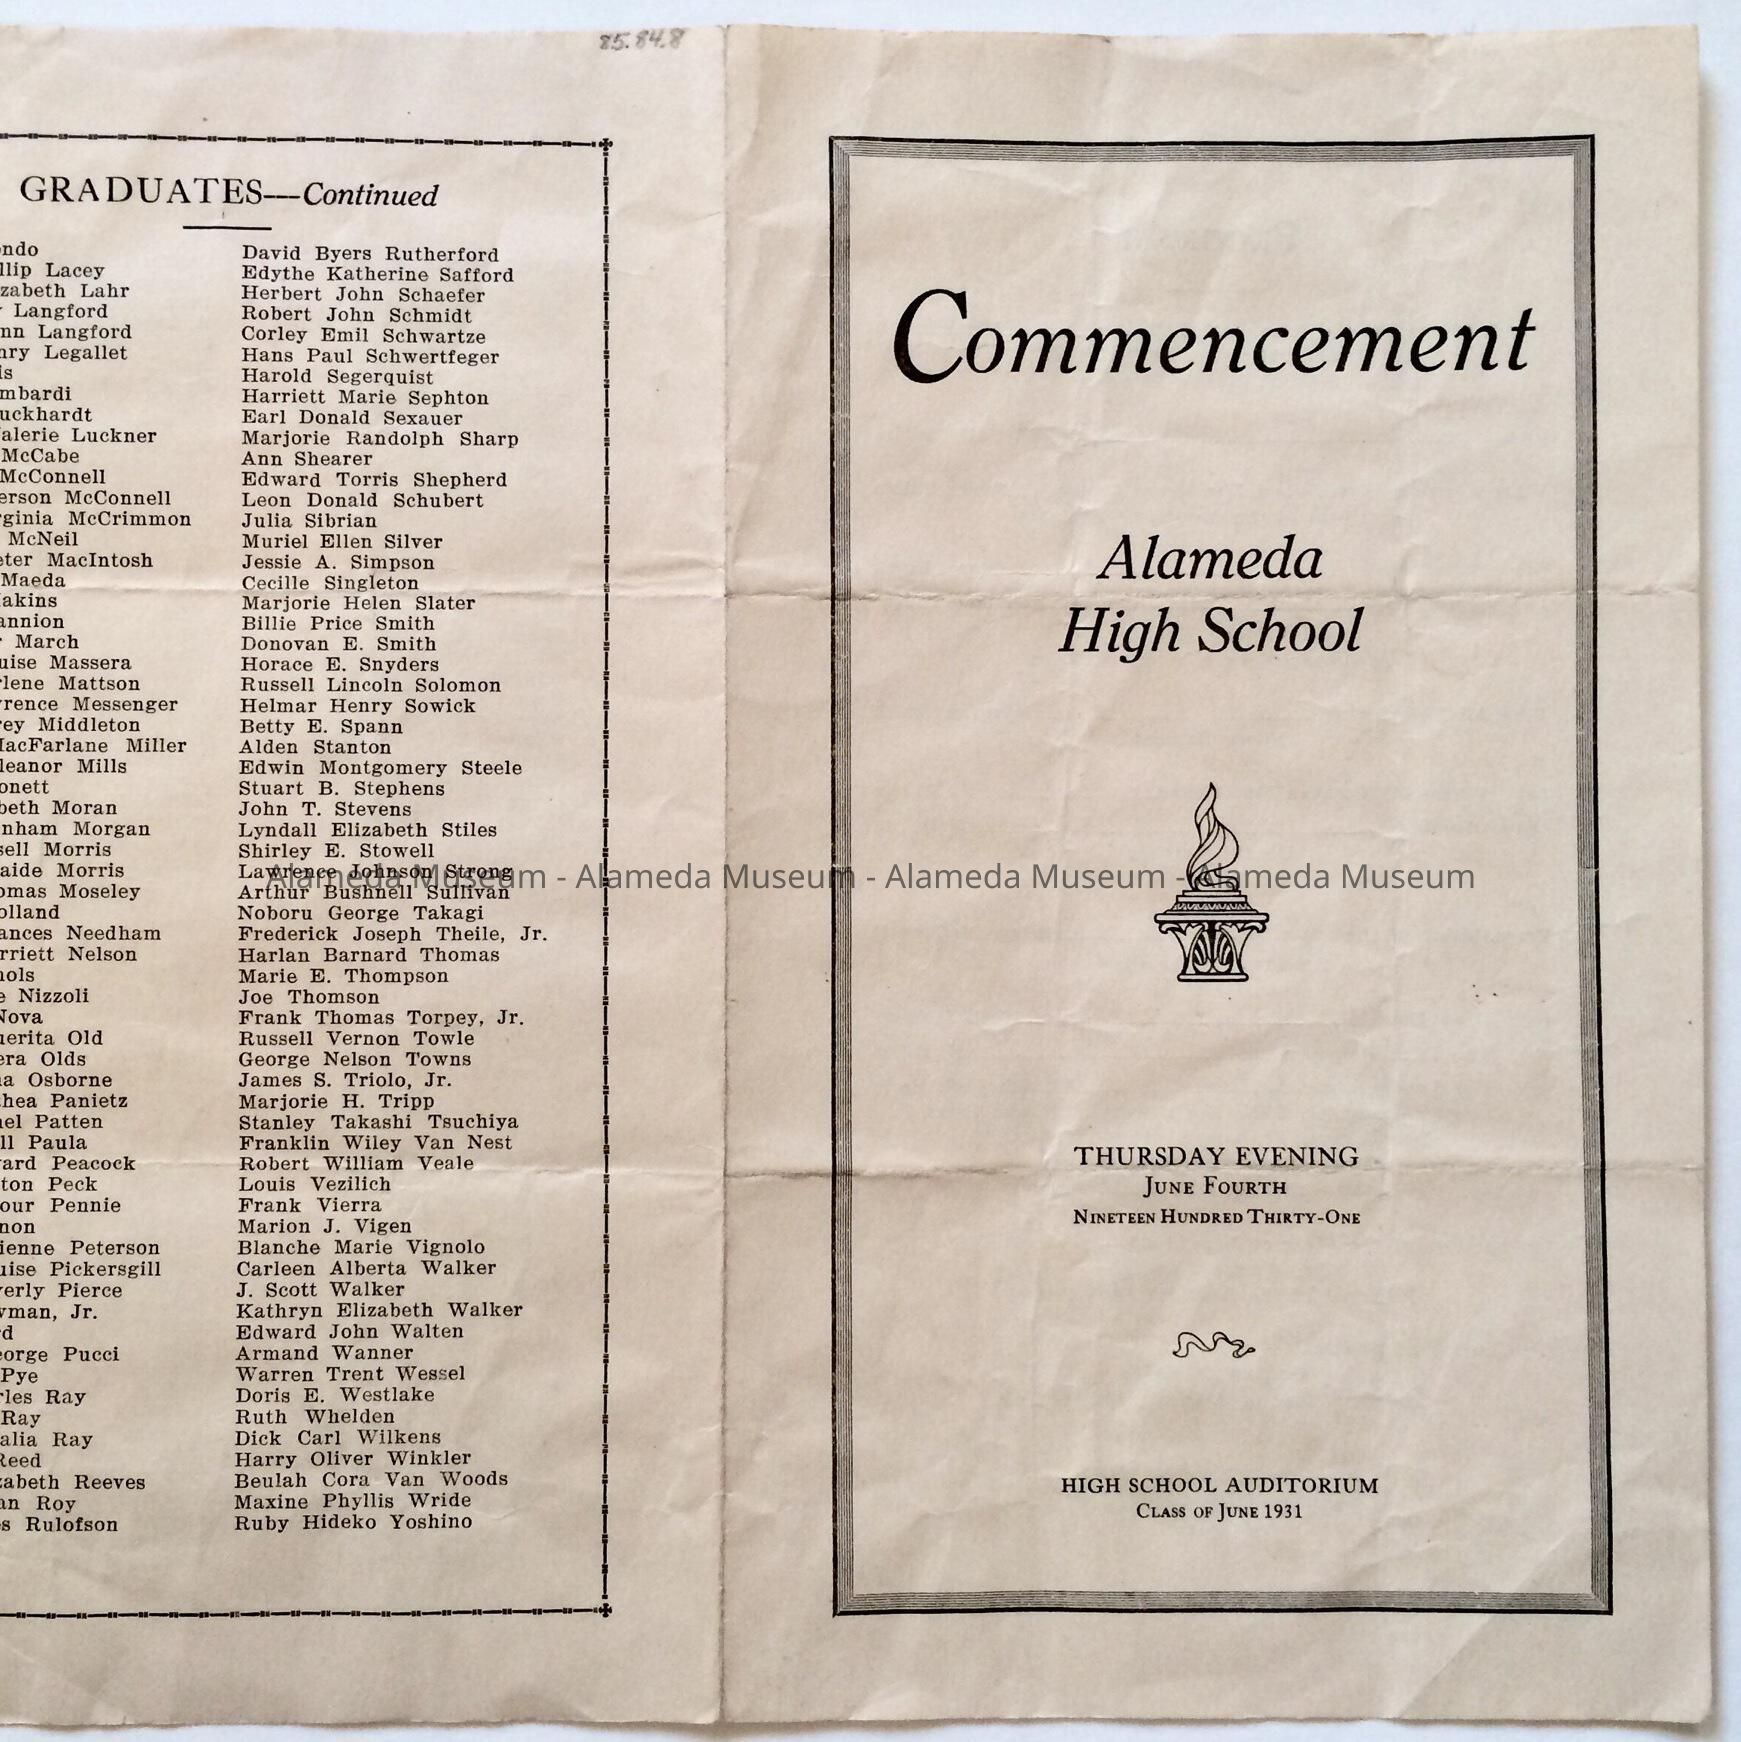 85.84.8
GRADUATES—Continued
ondo
llip Lacey
zabeth Lahr
Langford
nn Langford
nry Legallet
is
mbardi
uckhardt
alerie Luckner
McCabe
McConnell
erson McConnell
ginia McCrimmon
McNeil
eter MacIntosh
Maeda
akins
annion
March
uise Massera
lene Mattson
rence Messenger
rey Middleton
MacFarlane Miller
leanor Mills
onett
beth Moran
nham Morgan
sell Morris
aide Morris
omas Moseley
olland
ances Needham
rriett Nelson
hols
e Nizzoli
Nova
uerita Old
era Olds
na Osborne
thea Panietz
nel Patten
ll Paula
ard Peacock
ton Peck
our Pennie
non
ienne Peterson
uise Pickersgill
verly Pierce
wman, Jr.
rd
eorge Pucci
Pye
rles Ray
Ray
alia Ray
Reed
zabeth Reeves
an Roy
s Rulofson
David Byers Rutherford
Edythe Katherine Safford
Herbert John Schaefer
Robert John Schmidt
Corley Emil Schwartze
Hans Paul Schwertfeger
Harold Segerquist
Harriett Marie Sephton
Earl Donald Sexauer
Marjorie Randolph Sharp
Ann Shearer
Edward Torris Shepherd
Leon Donald Schubert
Julia Sibrian
Muriel Ellen Silver
Jessie A. Simpson
Cecille Singleton
Marjorie Helen Slater
Billie Price Smith
Donovan E. Smith
Horace E. Snyders
Russell Lincoln Solomon
Helmar Henry Sowick
Betty E. Spann
Alden Stanton
Edwin Montgomery Steele
Stuart B. Stephens
John T. Stevens
Lyndall Elizabeth Stiles
Shirley E. Stowell
Lawrence Johnson Strong
Arthur Bushnell Sullivan
Noboru George Takagi
Frederick Joseph Theile, Jr.
Harlan Barnard Thomas
Marie E. Thompson
Joe Thomson
Frank Thomas Torpey, Jr.
Russell Vernon Towle
George Nelson Towns
James S. Triolo, Jr.
Marjorie H. Tripp
Stanley Takashi Tsuchiya
Franklin Wiley Van Nest
Robert William Veale
Louis Vezilich
Frank Vierra
Marion J. Vigen
Blanche Marie Vignolo
Carleen Alberta Walker
J. Scott Walker
Kathryn Elizabeth Walker
Edward John Walten
Armand Wanner
Warren Trent Wessel
Doris E. Westlake
Ruth Whelden
Dick Carl Wilkens
Harry Oliver Winkler
Beulah Cora Van Woods
Maxine Phyllis Wride
Ruby Hideko Yoshino
Alameda Museum - Alameda Museum - Alameda Museum - Alameda Museum
Commencement
Alameda
High School
THURSDAY EVENING
JUNE FOURTH
NINETEEN HUNDRED THIRTY-ONE
HIGH SCHOOL AUDITORIUM
CLASS OF JUNE 1931